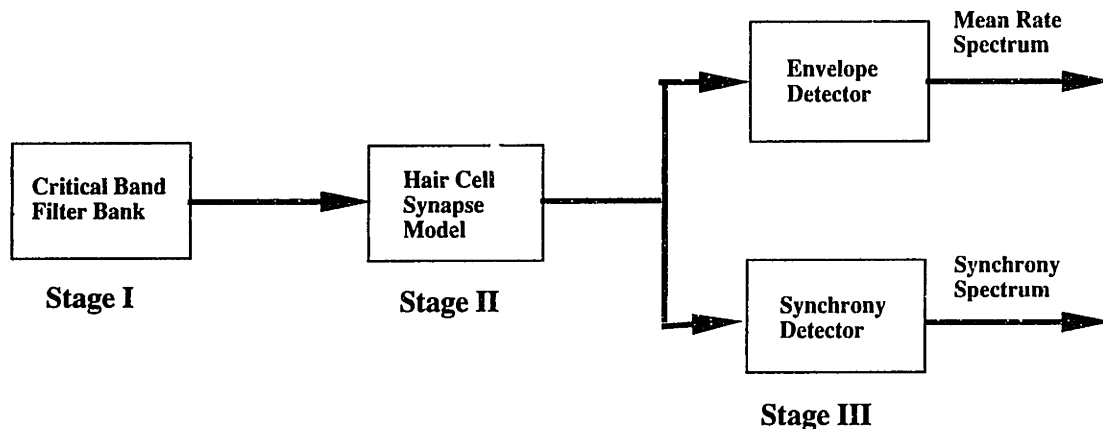 Critical Band
Filter Bank
Stage I
Hair Cell
Synapse
Model
Stage II
Envelope
Detector
Mean Rate
Spectrum
Synchrony
Detector
Synchrony
Spectrum
Stage III